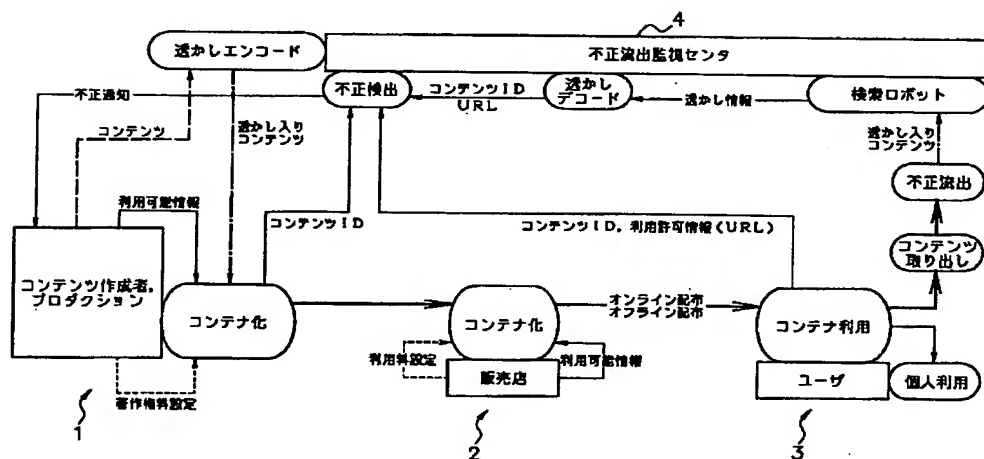 4
透かしエンコード
不正流出監視センタ
不正検出
コンテンツID
URL
透かし
デコード
透かし情報
検索ロボット
不正通知
コンテンツ
透かし入り
コンテンツ
透かし入り
コンテンツ
不正流出
利用可能情報
コンテンツID
コンテンツID,利用許可情報(URL)
コンテンツ
取り出し
コンテンツ作成者,
プロダクション
コンテナ化
コンテナ化
オンライン配布
オフライン配布
コンテナ利用
利用料設定
利用可能情報
販売店
ユーザ
個人利用
著作権料設定
1
2
3